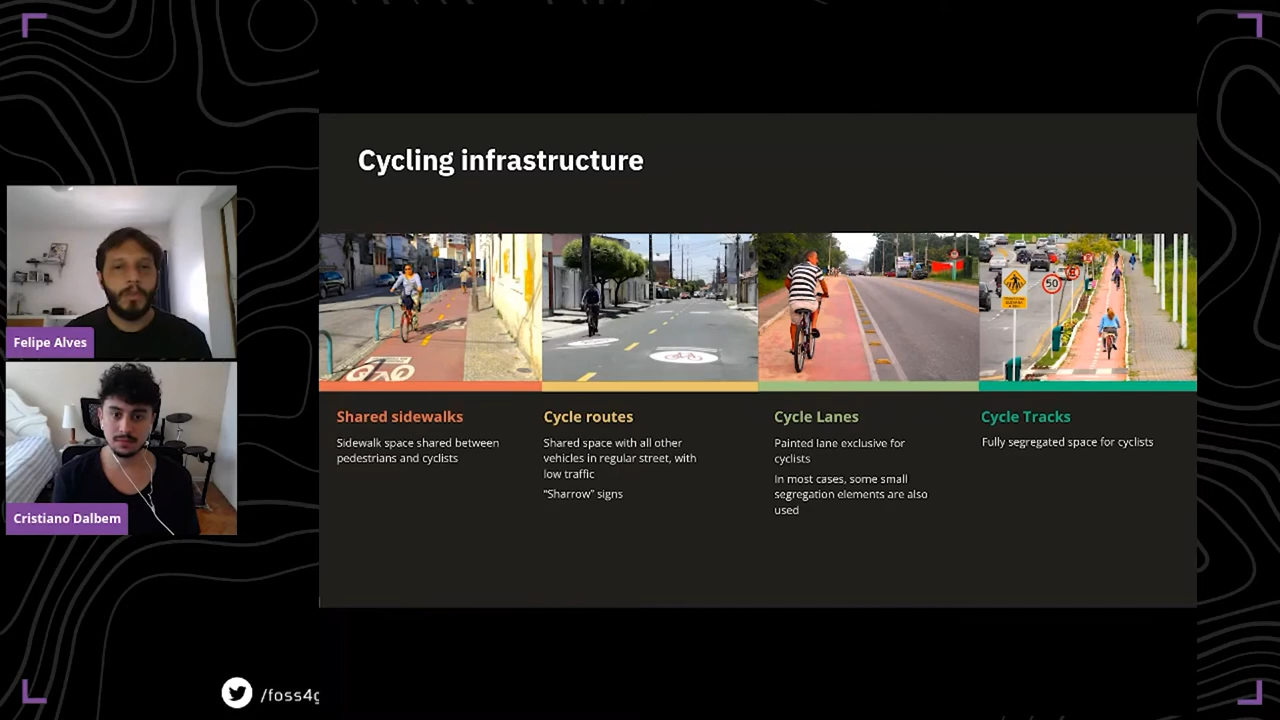 Cycling infrastructure
50
Shared sidewalks
Sidewalk space shared between
pedestrians and cyclists
Cycle routes
Shared space with all other
vehicles in regular street, with
low traffic
“Sharrow” signs
Cycle Lanes
Painted lane exclusive for
cyclists
In most cases, some small
segregation elements are also
used
Cycle Tracks
Fully segregated space for cyclists
Felipe Alves
Cristiano Dalbem
/foss4g